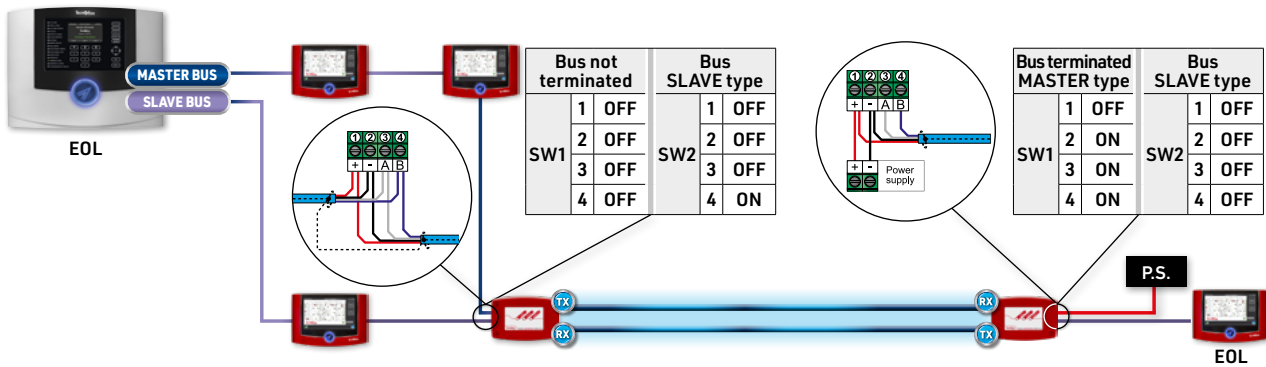 MASTER BUS
SLAVE BUS
EOL
1 2 3 4
+ - A B
Bus not terminated
Bus SLAVE type
SW1
1 OFF
2 OFF
3 OFF
4 OFF
SW2
1 OFF
2 OFF
3 OFF
4 ON
1 2 3 4
+ - A B
+ -
Power
supply
Bus terminated MASTER type
Bus SLAVE type
SW1
1 OFF
2 ON
3 ON
4 ON
SW2
1 OFF
2 OFF
3 OFF
4 OFF
TX
RX
RX
TX
P.S.
EOL